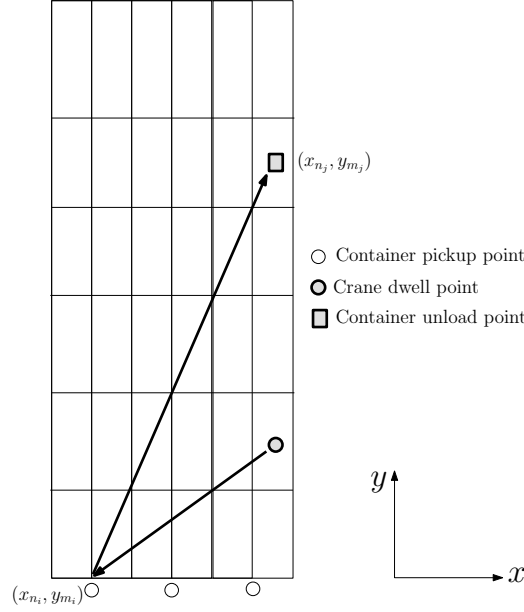 (x_{n_j}, y_{m_j})
Container pickup point
Crane dwell point
Container unload point
y
x
(x_{n_i}, y_{m_i})